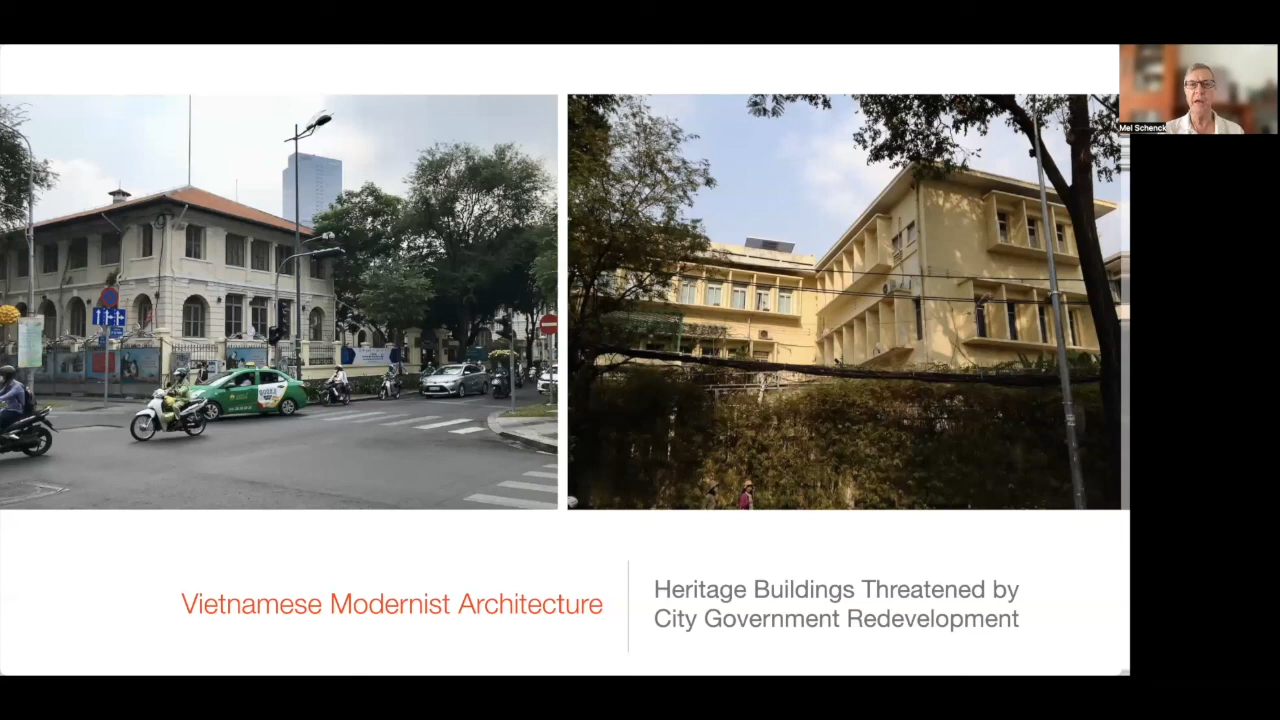 Mel Schenck
Vietnamese Modernist Architecture
Heritage Buildings Threatened by
City Government Redevelopment